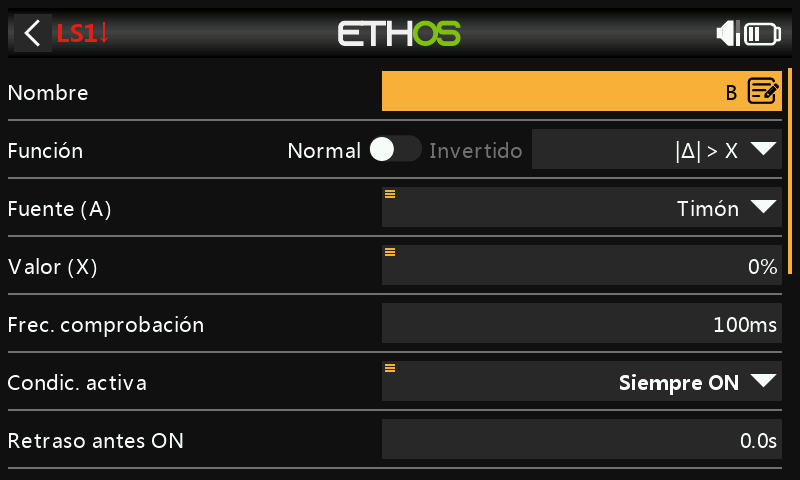 LS1↓ ETHOS
Nombre B
Función Normal Invertido |Δ| > X
Fuente (A) Timón
Valor (X) 0%
Frec. comprobación 100ms
Condic. activa Siempre ON
Retraso antes ON 0.0s